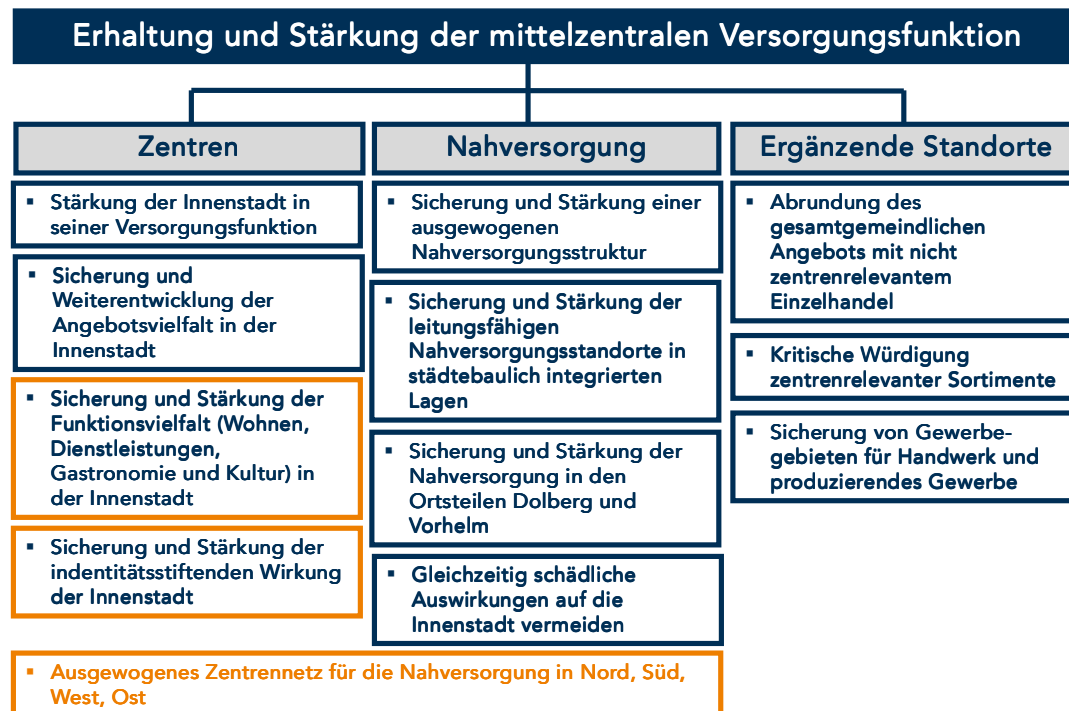 Erhaltung und Stärkung der mittelzentralen Versorgungsfunktion
Zentren
▪ Stärkung der Innenstadt in
seiner Versorgungsfunktion
▪ Sicherung und
Weiterentwicklung der
Angebotsvielfalt in der
Innenstadt
▪ Sicherung und Stärkung der
Funktionsvielfalt (Wohnen,
Dienstleistungen,
Gastronomie und Kultur) in
der Innenstadt
▪ Sicherung und Stärkung der
indentitätsstiftenden Wirkung
der Innenstadt
Nahversorgung
▪ Sicherung und Stärkung einer
ausgewogenen
Nahversorgungsstruktur
▪ Sicherung und Stärkung der
leitungsfähigen
Nahversorgungsstandorte in
städtebaulich integrierten
Lagen
▪ Sicherung und Stärkung der
Nahversorgung in den
Ortsteilen Dolberg und
Vorhelm
▪ Gleichzeitig schädliche
Auswirkungen auf die
Innenstadt vermeiden
▪ Ausgewogenes Zentrennetz für die Nahversorgung in Nord, Süd,
West, Ost
Ergänzende Standorte
▪ Abrundung des
gesamtgemeindlichen
Angebots mit nicht
zentrenrelevantem
Einzelhandel
▪ Kritische Würdigung
zentrenrelevanter Sortimente
▪ Sicherung von Gewerbe-
gebieten für Handwerk und
produzierendes Gewerbe